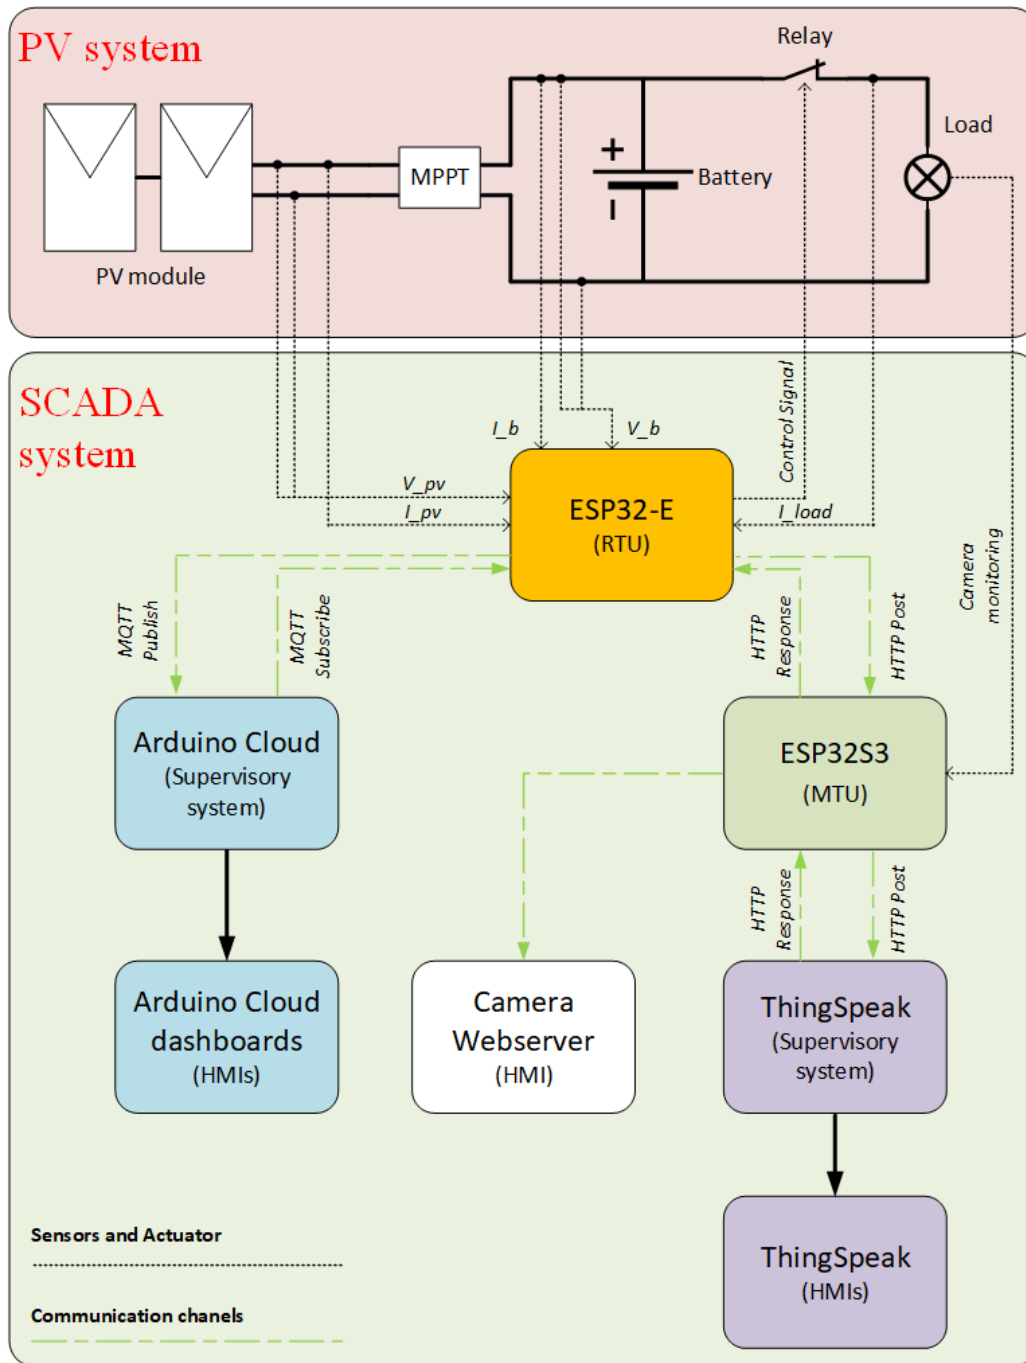 PV system
Relay
Load
MPPT
+
Battery
PV module
SCADA
system
I_b
V_b
Control Signal
V_pv
I_pv
ESP32-E
(RTU)
I_load
Camera
monitoring
MQTT
Publish
MQTT
Subscribe
HTTP
Response
HTTP Post
Arduino Cloud
(Supervisory
system)
ESP32S3
(MTU)
HTTP
Response
HTTP Post
Arduino Cloud
dashboards
(HMIs)
Camera
Webserver
(HMI)
ThingSpeak
(Supervisory
system)
Sensors and Actuator
ThingSpeak
(HMIs)
Communication chanels